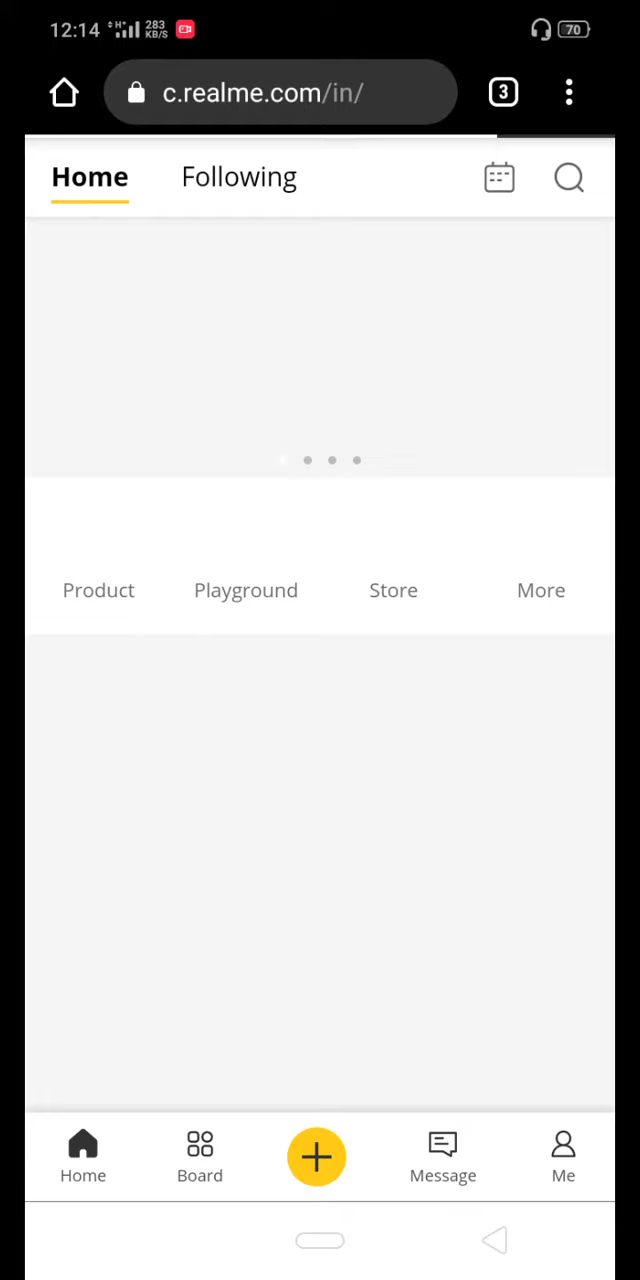 12:14 H+ 283 KB/S 70
c.realme.com/in/ 3
Home Following
Product Playground Store More
Home Board Message Me